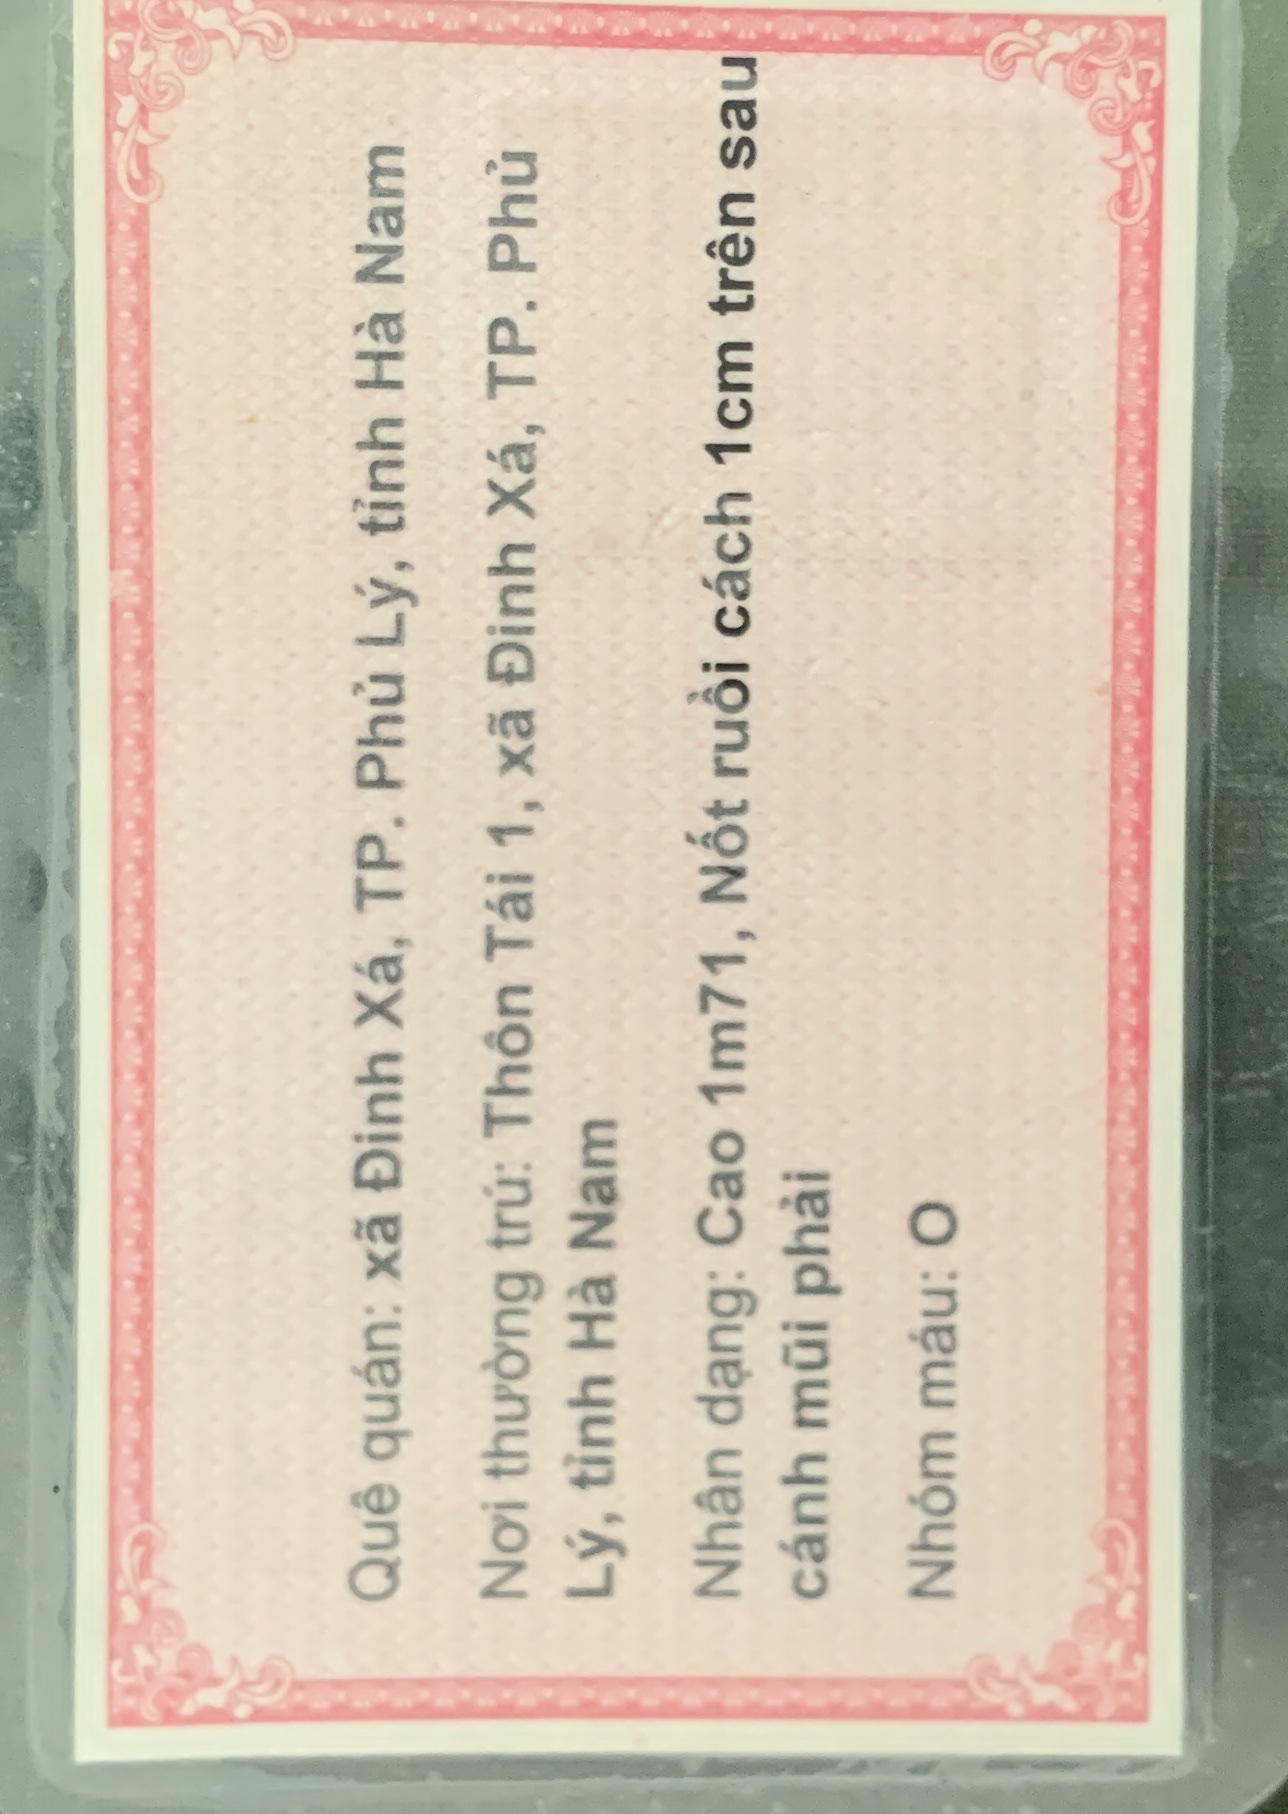 Quê quán: xã Đinh Xá, TP. Phủ Lý, tỉnh Hà Nam
Nơi thường trú: Thôn Tái 1, xã Đinh Xá, TP. Phủ
Lý, tỉnh Hà Nam
Nhân dạng: Cao 1m71, Nốt ruồi cách 1cm trên sau
cánh mũi phải
Nhóm máu: O